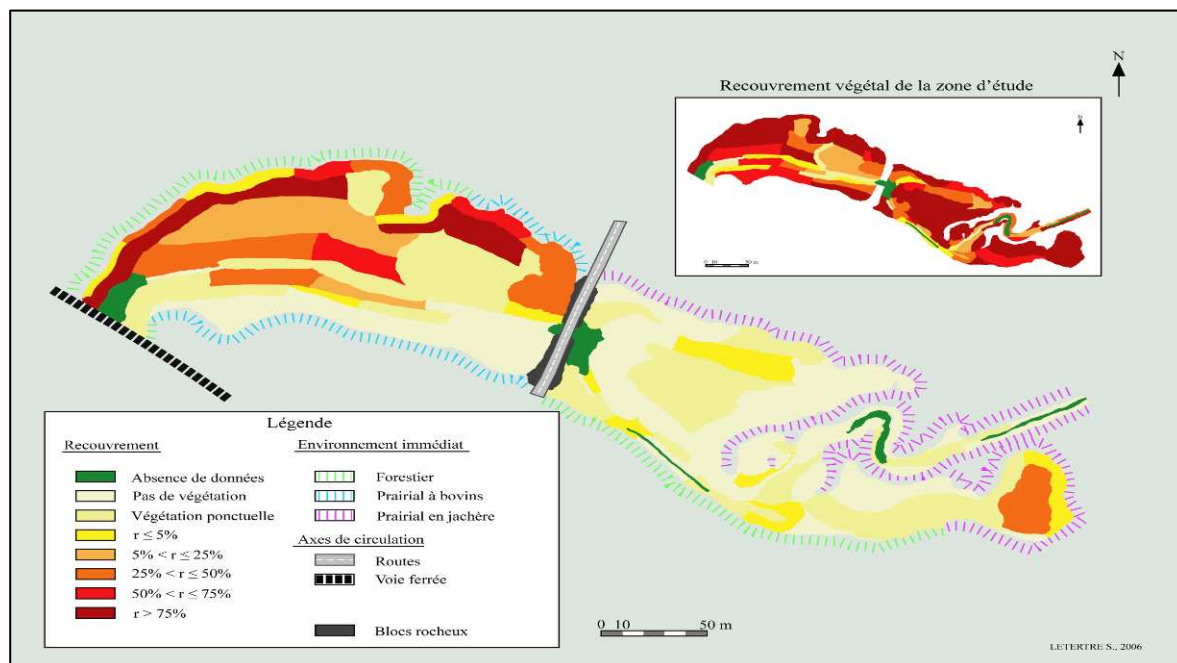 N
Recouvrement végétal de la zone d'étude
N
0 10 50 m
Légende
Recouvrement
Absence de données
Pas de végétation
Végétation ponctuelle
r ≤ 5%
5% < r ≤ 25%
25% < r ≤ 50%
50% < r ≤ 75%
r > 75%
Environnement immédiat
Forestier
Prairial à bovins
Prairial en jachère
Axes de circulation
Routes
Voie ferrée
Blocs rocheux
0 10 50 m
LETERTRE S., 2006